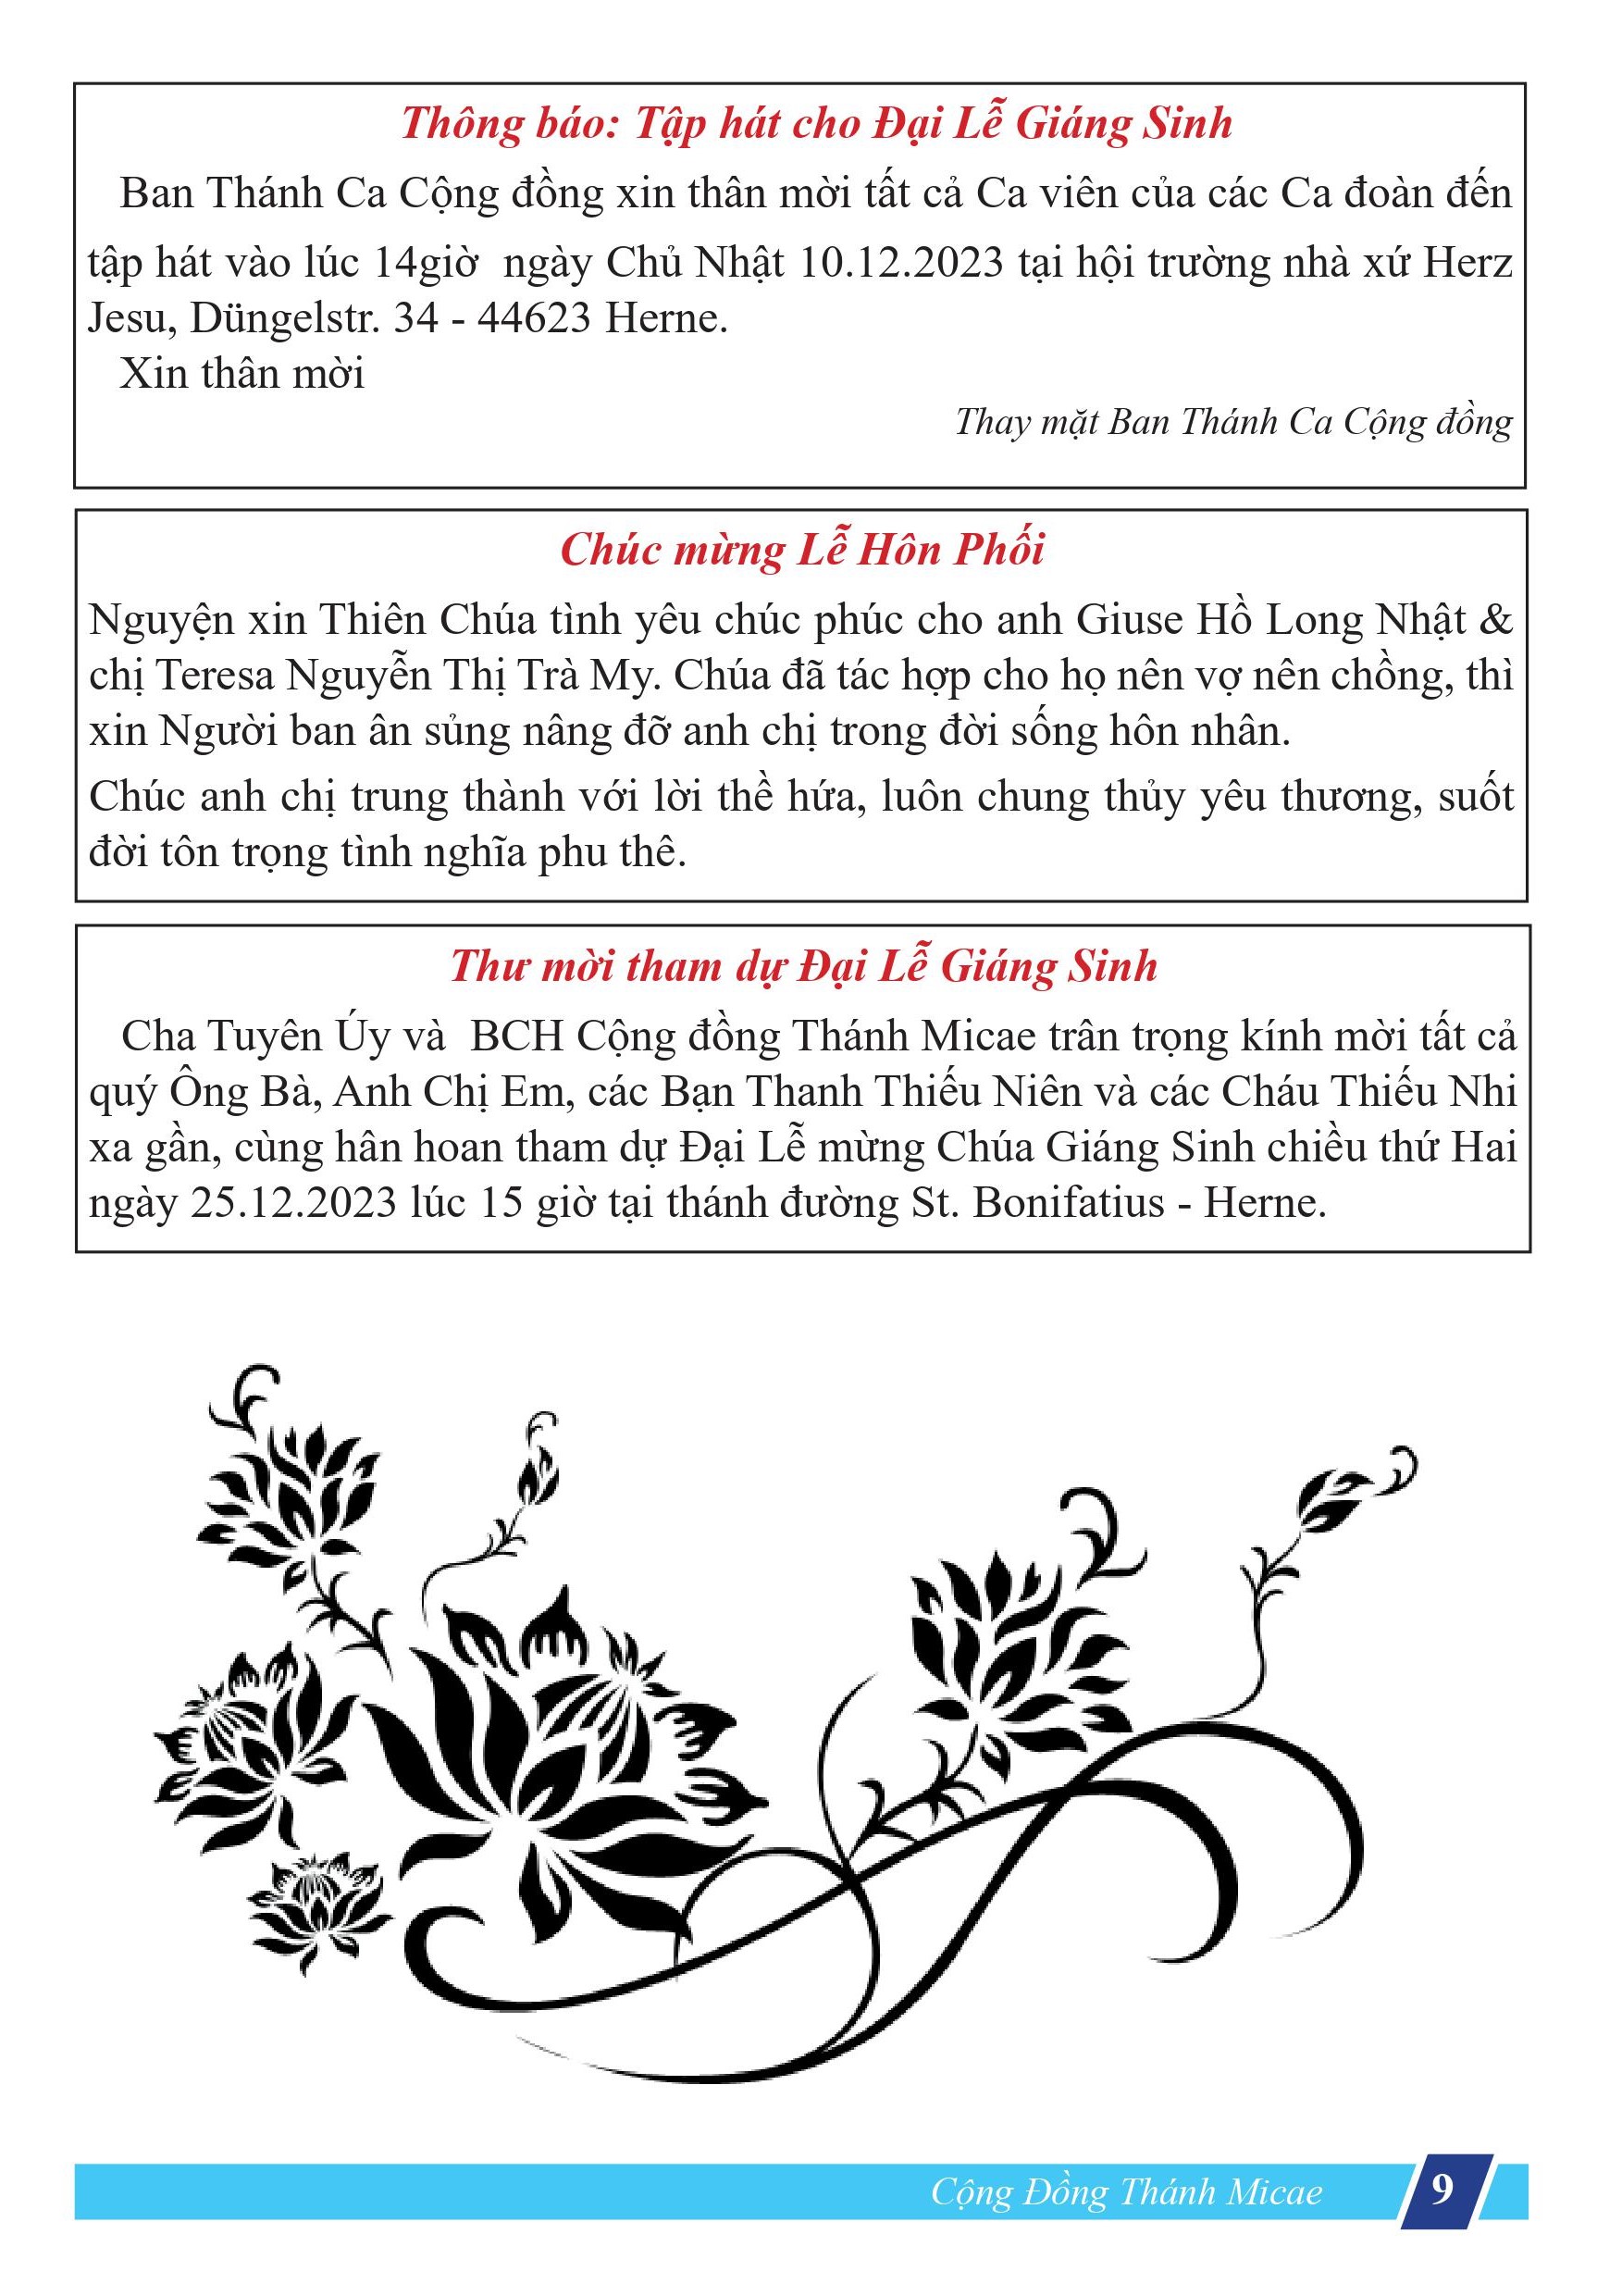 Thông báo: Tập hát cho Đại Lễ Giáng Sinh
Ban Thánh Ca Cộng đồng xin thân mời tất cả Ca viên của các Ca đoàn đến
tập hát vào lúc 14giờ  ngày Chủ Nhật 10.12.2023 tại hội trường nhà xứ Herz
Jesu, Düngelstr. 34 - 44623 Herne.
Xin thân mời
Thay mặt Ban Thánh Ca Cộng đồng
Chúc mừng Lễ Hôn Phối
Nguyện xin Thiên Chúa tình yêu chúc phúc cho anh Giuse Hồ Long Nhật &
chị Teresa Nguyễn Thị Trà My. Chúa đã tác hợp cho họ nên vợ nên chồng, thì
xin Người ban ân sủng nâng đỡ anh chị trong đời sống hôn nhân.
Chúc anh chị trung thành với lời thề hứa, luôn chung thủy yêu thương, suốt
đời tôn trọng tình nghĩa phu thê.
Thư mời tham dự Đại Lễ Giáng Sinh
Cha Tuyên Úy và  BCH Cộng đồng Thánh Micae trân trọng kính mời tất cả
quý Ông Bà, Anh Chị Em, các Bạn Thanh Thiếu Niên và các Cháu Thiếu Nhi
xa gần, cùng hân hoan tham dự Đại Lễ mừng Chúa Giáng Sinh chiều thứ Hai
ngày 25.12.2023 lúc 15 giờ tại thánh đường St. Bonifatius - Herne.
Cộng Đồng Thánh Micae 9